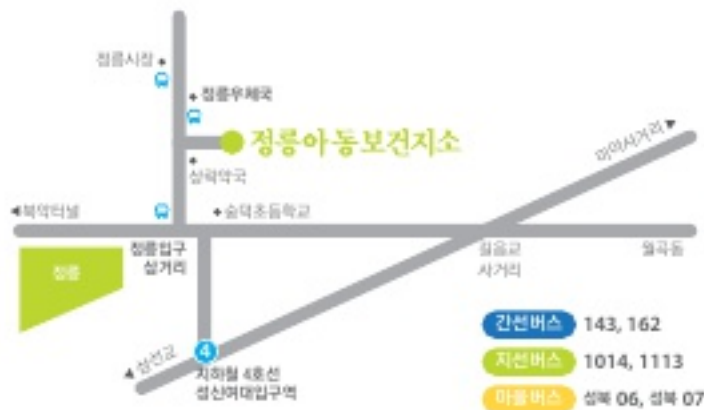 정릉시장
정릉우체국
정릉아동보건지소
상락약국
미아사거리
북악터널
숭덕초등학교
정릉입구
삼거리
길음교
사거리
월곡동
정릉
삼선교
4
지하철 4호선
성신여대입구역
간선버스 143, 162
지선버스 1014, 1113
마을버스 성북 06, 성북 07